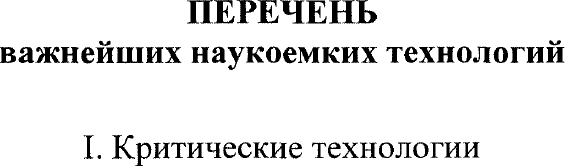 ПЕРЕЧЕНЬ
важнейших наукоемких технологий
I. Критические технологии